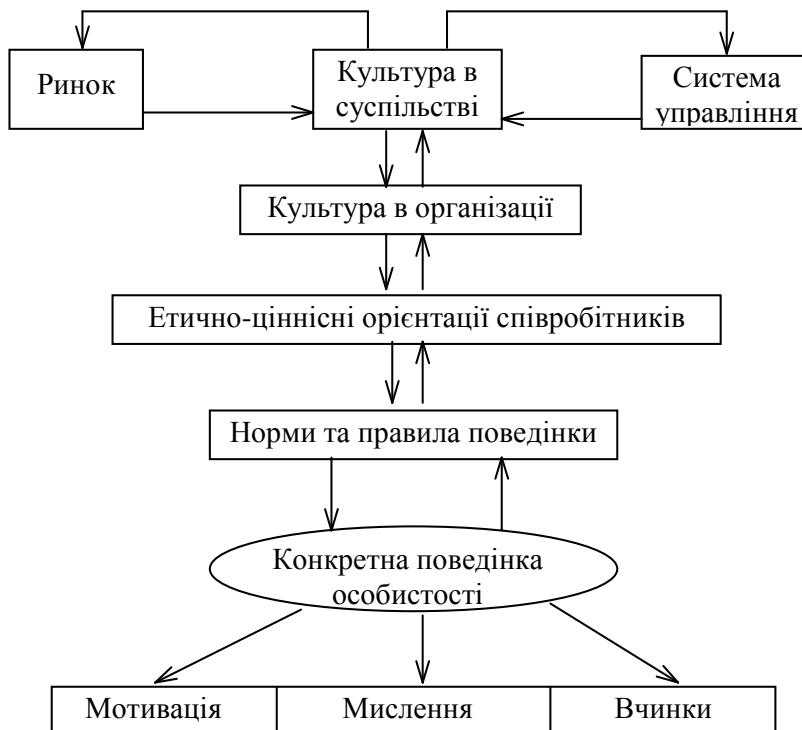 Ринок
Культура в
суспільстві
Система
управління
Культура в організації
Етично-ціннісні орієнтації співробітників
Норми та правила поведінки
Конкретна поведінка
особистості
Мотивація
Мислення
Вчинки